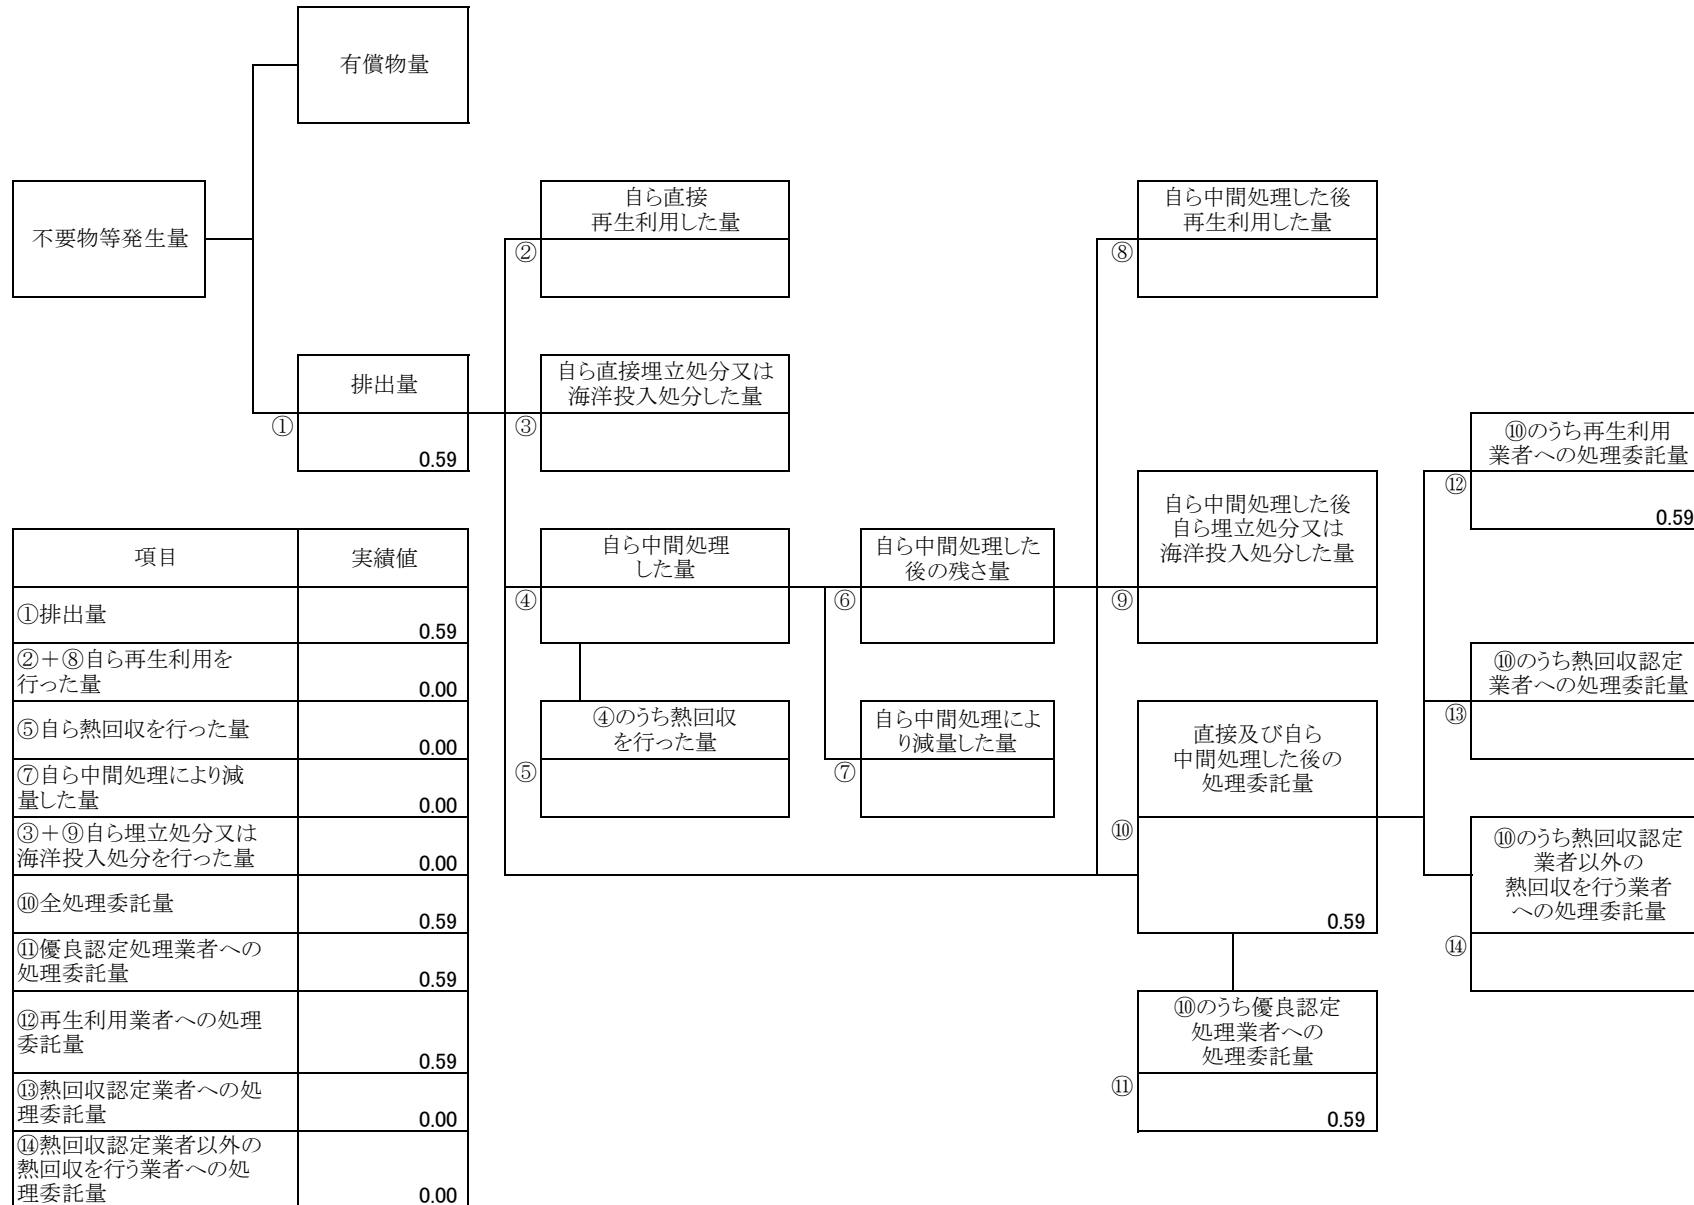 有償物量
不要物等発生量
自ら直接
再生利用した量
②
自ら中間処理した後
再生利用した量
⑧
排出量
①
0.59
自ら直接埋立処分又は
海洋投入処分した量
③
⑩のうち再生利用
業者への処理委託量
⑫
0.59
自ら中間処理
した量
④
自ら中間処理した
後の残さ量
⑥
自ら中間処理した後
自ら埋立処分又は
海洋投入処分した量
⑨
⑩のうち熱回収認定
業者への処理委託量
⑬
④のうち熱回収
を行った量
⑤
自ら中間処理によ
り減量した量
⑦
直接及び自ら
中間処理した後の
処理委託量
⑩
0.59
⑩のうち熱回収認定
業者以外の
熱回収を行う業者
への処理委託量
⑭
⑩のうち優良認定
処理業者への
処理委託量
⑪
0.59
項目 実績値
①排出量
0.59
②＋⑧自ら再生利用を
行った量 0.00
⑤自ら熱回収を行った量
0.00
⑦自ら中間処理により減
量した量 0.00
③＋⑨自ら埋立処分又は
海洋投入処分を行った量 0.00
⑩全処理委託量
0.59
⑪優良認定処理業者への
処理委託量 0.59
⑫再生利用業者への処理
委託量 0.59
⑬熱回収認定業者への処
理委託量 0.00
⑭熱回収認定業者以外の
熱回収を行う業者への処
理委託量 0.00